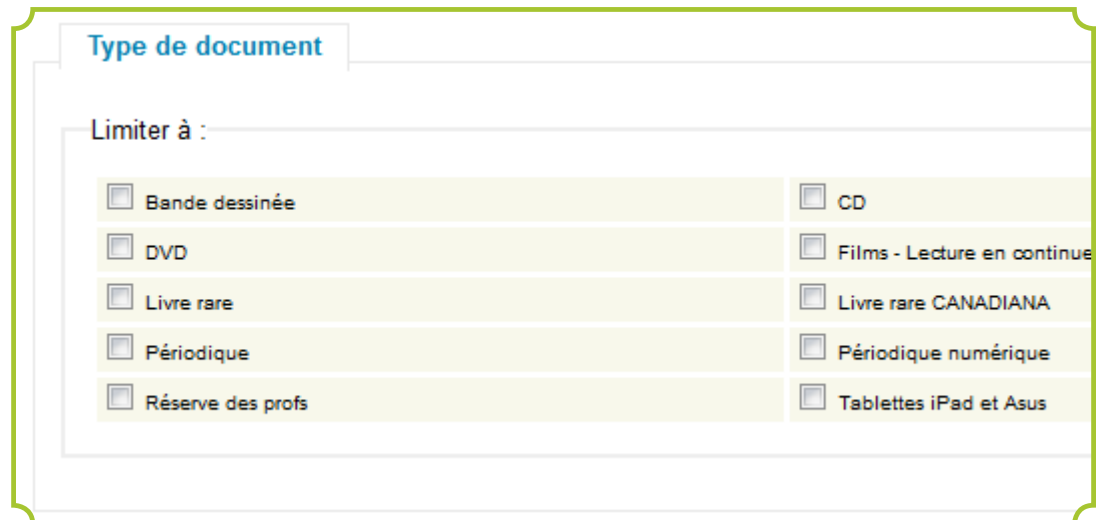 Type de document
Limiter à :
Bande dessinée
CD
DVD
Films - Lecture en continue
Livre rare
Livre rare CANADIANA
Périodique
Périodique numérique
Réserve des profs
Tablettes iPad et Asus